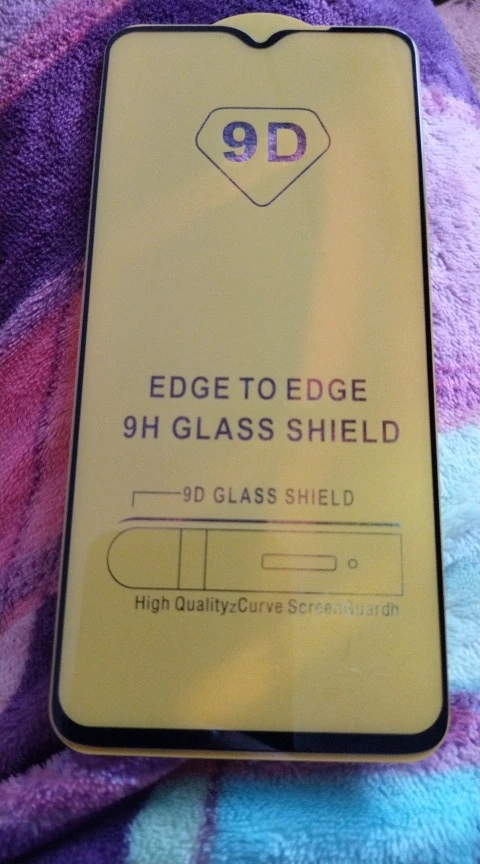 9D
EDGE TO EDGE
9H GLASS SHIELD
9D GLASS SHIELD
High QualityzCurve ScreenGuardh